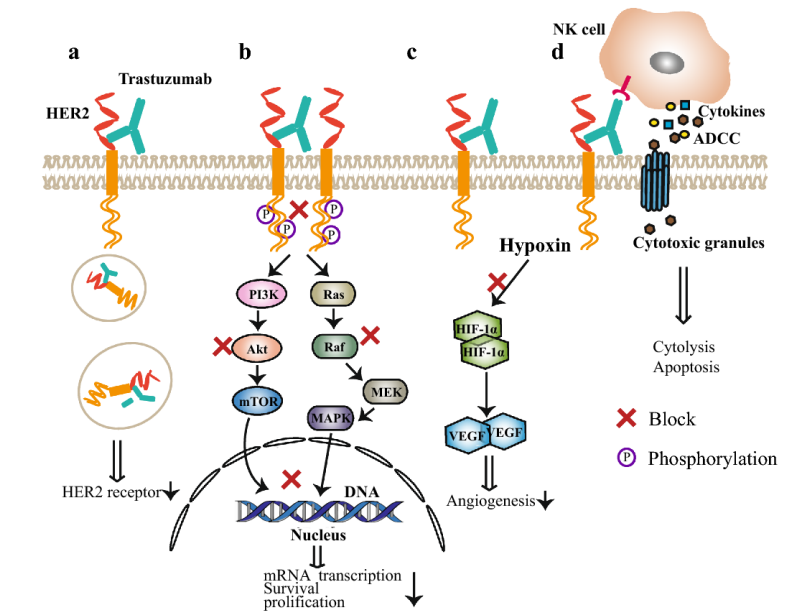 a
b
c
d
NK cell
Trastuzumab
HER2
Cytokines
ADCC
P
P
P
P
Hypoxin
Cytotoxic granules
PI3K
Ras
HIF-1α
HIF-1α
Akt
Raf
mTOR
MEK
MAPK
VEGF
VEGF
Cytolysis
Apoptosis
Block
P Phosphorylation
HER2 receptor
DNA
Nucleus
Angiogenesis
mRNA transcription
Survival
prolification